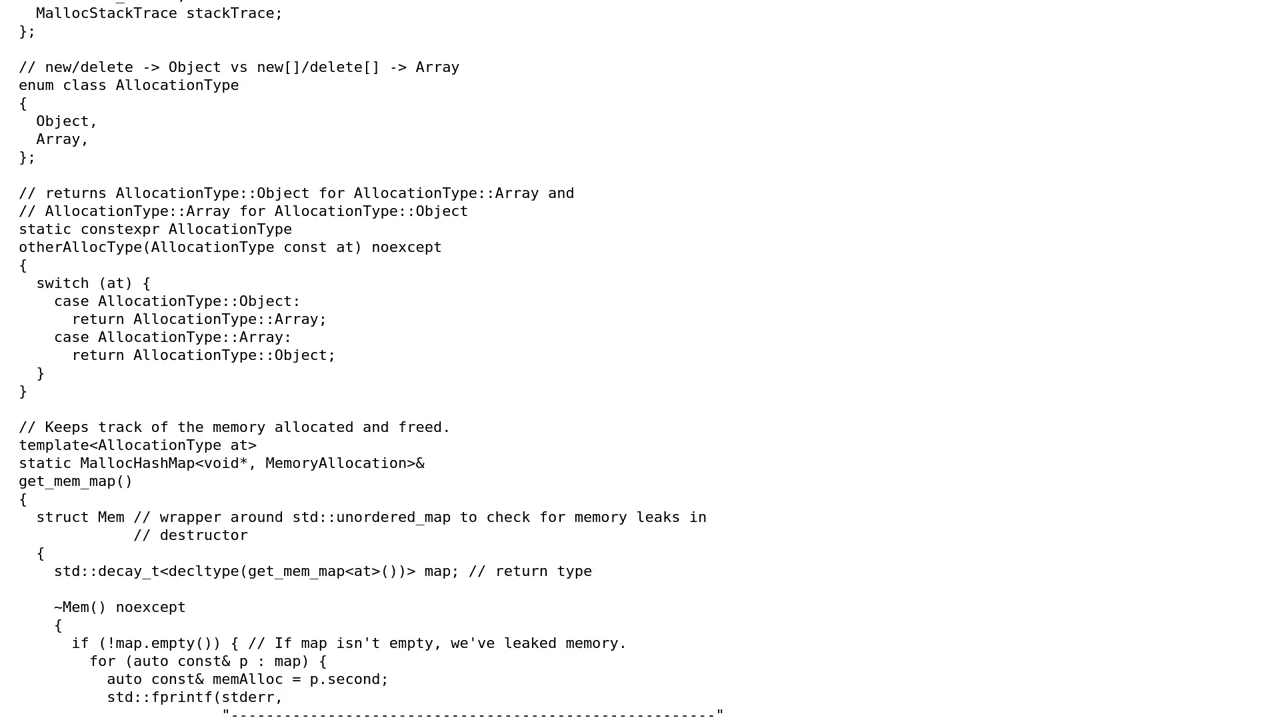 MallocStackTrace stackTrace;
};

// new/delete -> Object vs new[]/delete[] -> Array
enum class AllocationType
{
  Object,
  Array,
};

// returns AllocationType::Object for AllocationType::Array and
// AllocationType::Array for AllocationType::Object
static constexpr AllocationType
otherAllocType(AllocationType const at) noexcept
{
  switch (at) {
    case AllocationType::Object:
      return AllocationType::Array;
    case AllocationType::Array:
      return AllocationType::Object;
  }
}

// Keeps track of the memory allocated and freed.
template<AllocationType at>
static MallocHashMap<void*, MemoryAllocation>&
get_mem_map()
{
  struct Mem // wrapper around std::unordered_map to check for memory leaks in
             // destructor
  {
    std::decay_t<decltype(get_mem_map<at>())> map; // return type

    ~Mem() noexcept
    {
      if (!map.empty()) { // If map isn't empty, we've leaked memory.
        for (auto const& p : map) {
          auto const& memAlloc = p.second;
          std::fprintf(stderr,
                       "-------------------------------------------------------"